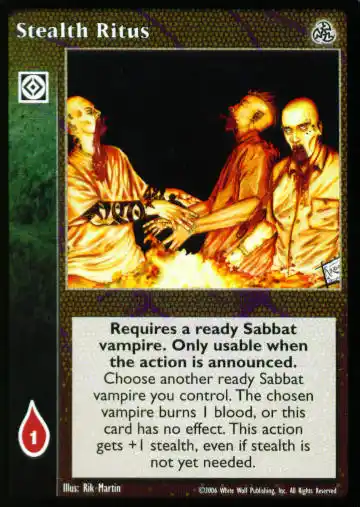 Stealth Ritus
Requires a ready Sabbat
vampire. Only usable when
the action is announced.
Choose another ready Sabbat
vampire you control. The chosen
vampire burns 1 blood, or this
card has no effect. This action
gets +1 stealth, even if stealth is
not yet needed.
1
Illus: Rik Martin
©2006 White Wolf Publishing, Inc. All Rights Reserved